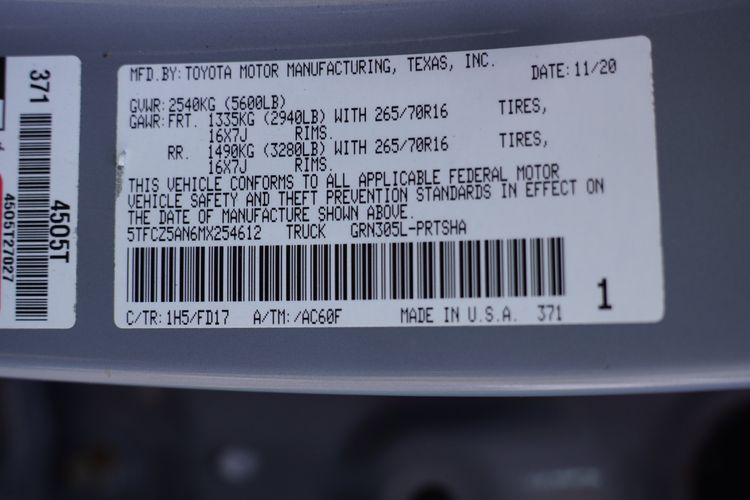 MFD.BY:TOYOTA MOTOR MANUFACTURING, TEXAS, INC.
DATE:11/20
GVWR:2540KG (5600LB)
GAWR:FRT. 1335KG (2940LB) WITH 265/70R16 TIRES,
16X7J RIMS.
RR. 1490KG (3280LB) WITH 265/70R16 TIRES,
16X7J RIMS.
THIS VEHICLE CONFORMS TO ALL APPLICABLE FEDERAL MOTOR
VEHICLE SAFETY AND THEFT PREVENTION STANDARDS IN EFFECT ON
THE DATE OF MANUFACTURE SHOWN ABOVE.
5TFCZ5AN6MX254612 TRUCK GRN305L-PRTSHA
1
C/TR:1H5/FD17 A/TM:/AC60F MADE IN U.S.A. 371
371
4505T
4505T27027